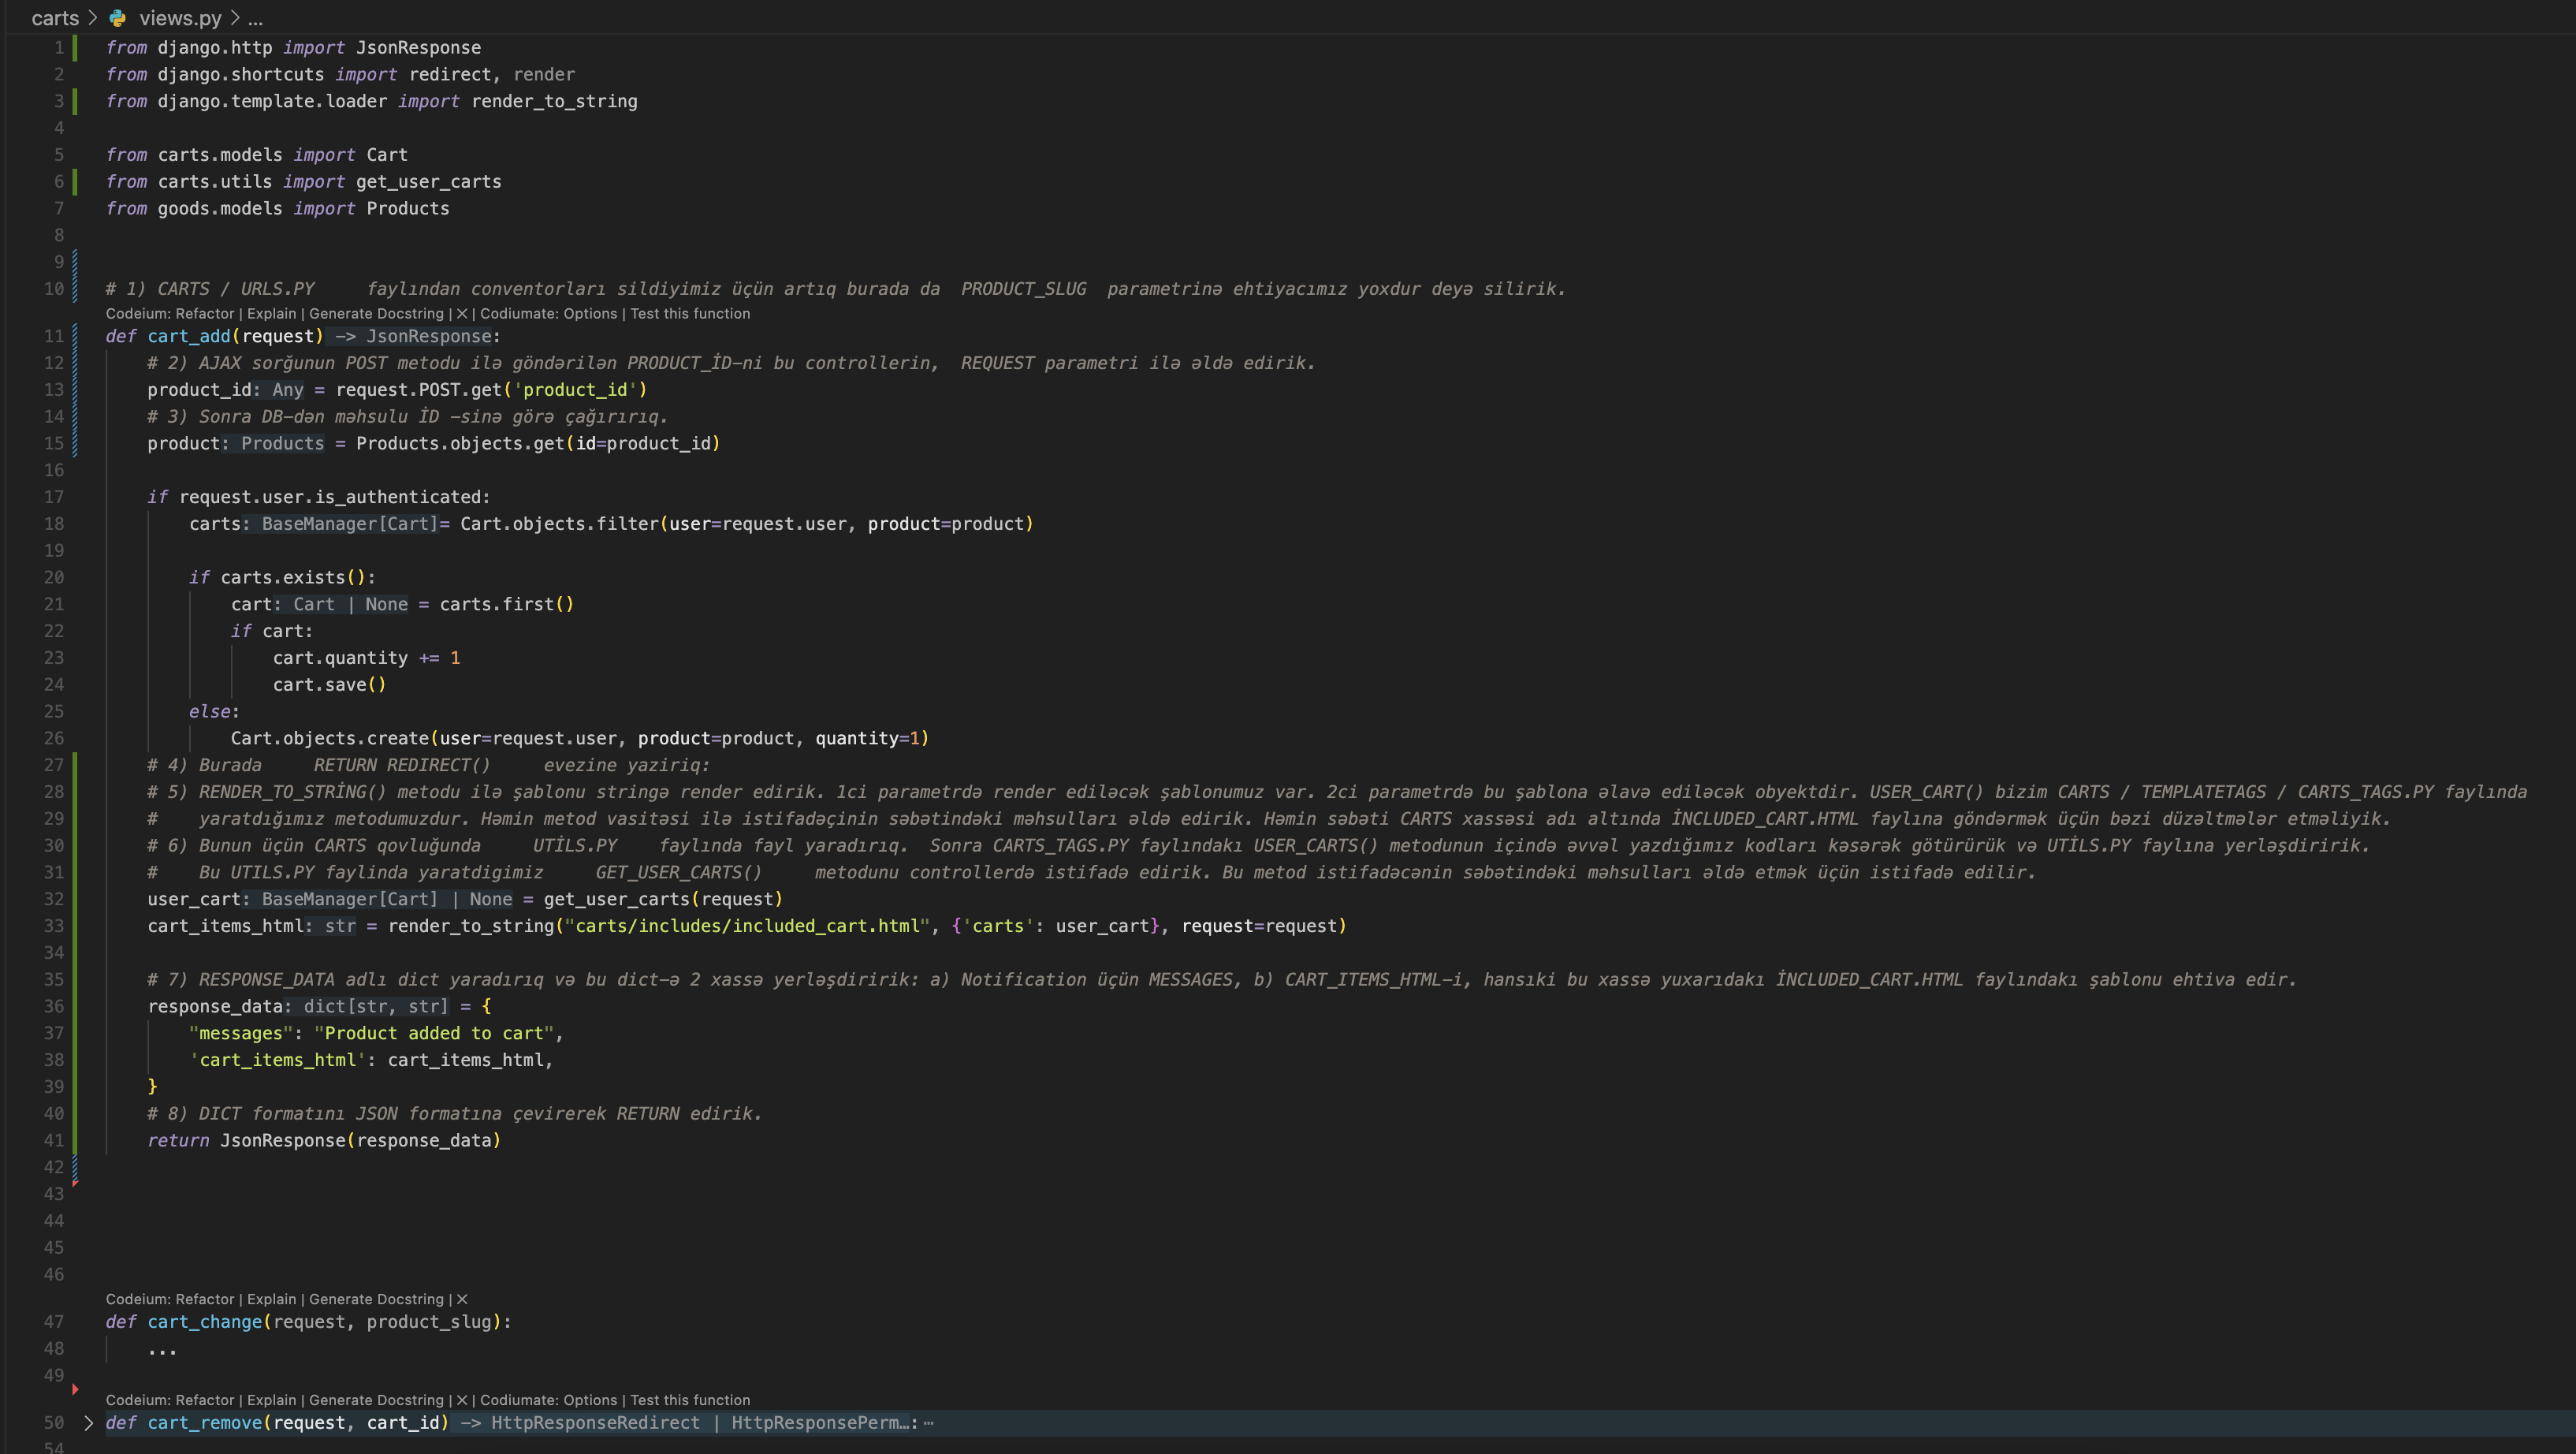 carts > views.py > ...
1 from django.http import JsonResponse
2 from django.shortcuts import redirect, render
3 from django.template.loader import render_to_string
4
5 from carts.models import Cart
6 from carts.utils import get_user_carts
7 from goods.models import Products
8
9
10 # 1) CARTS / URLS.PY     faylından conventorları sildiyimiz üçün artıq burada da  PRODUCT_SLUG  parametrinə ehtiyacımız yoxdur deyə silirik.
Codeium: Refactor | Explain | Generate Docstring | X | Codiumate: Options | Test this function
11 def cart_add(request) -> JsonResponse:
12     # 2) AJAX sorğunun POST metodu ilə göndərilən PRODUCT_İD-ni bu controllerin,  REQUEST parametri ilə əldə edirik.
13     product_id: Any = request.POST.get('product_id')
14     # 3) Sonra DB-dən məhsulu İD -sinə görə çağırırıq.
15     product: Products = Products.objects.get(id=product_id)
16
17     if request.user.is_authenticated:
18         carts: BaseManager[Cart]= Cart.objects.filter(user=request.user, product=product)
19
20         if carts.exists():
21             cart: Cart | None = carts.first()
22             if cart:
23                 cart.quantity += 1
24                 cart.save()
25         else:
26             Cart.objects.create(user=request.user, product=product, quantity=1)
27     # 4) Burada     RETURN REDIRECT()     evezine yaziriq:
28     # 5) RENDER_TO_STRİNG() metodu ilə şablonu stringə render edirik. 1ci parametrdə render ediləcək şablonumuz var. 2ci parametrdə bu şablona əlavə ediləcək obyektdir. USER_CART() bizim CARTS / TEMPLATETAGS / CARTS_TAGS.PY faylında
29     #    yaratdığımız metodumuzdur. Həmin metod vasitəsi ilə istifadəçinin səbətindəki məhsulları əldə edirik. Həmin səbəti CARTS xassəsi adı altında İNCLUDED_CART.HTML faylına göndərmək üçün bəzi düzəltmələr etməliyik.
30     # 6) Bunun üçün CARTS qovluğunda     UTİLS.PY    faylında fayl yaradırıq.  Sonra CARTS_TAGS.PY faylındakı USER_CARTS() metodunun içində əvvəl yazdığımız kodları kəsərək götürürük və UTİLS.PY faylına yerləşdiririk.
31     #    Bu UTILS.PY faylinda yaratdigimiz     GET_USER_CARTS()     metodunu controllerdə istifadə edirik. Bu metod istifadəcənin səbətindəki məhsulları əldə etmək üçün istifadə edilir.
32     user_cart: BaseManager[Cart] | None = get_user_carts(request)
33     cart_items_html: str = render_to_string("carts/includes/included_cart.html", {'carts': user_cart}, request=request)
34
35     # 7) RESPONSE_DATA adlı dict yaradırıq və bu dict-ə 2 xassə yerləşdiririk: a) Notification üçün MESSAGES, b) CART_ITEMS_HTML-i, hansıki bu xassə yuxarıdakı İNCLUDED_CART.HTML faylındakı şablonu ehtiva edir.
36     response_data: dict[str, str] = {
37         "messages": "Product added to cart",
38         'cart_items_html': cart_items_html,
39     }
40     # 8) DICT formatını JSON formatına çevirerek RETURN edirik.
41     return JsonResponse(response_data)
42
43
44
45
46
Codeium: Refactor | Explain | Generate Docstring | X
47 def cart_change(request, product_slug):
48     ...
49
Codeium: Refactor | Explain | Generate Docstring | X | Codiumate: Options | Test this function
50 > def cart_remove(request, cart_id) -> HttpResponseRedirect | HttpResponsePerm…: ⋯
54